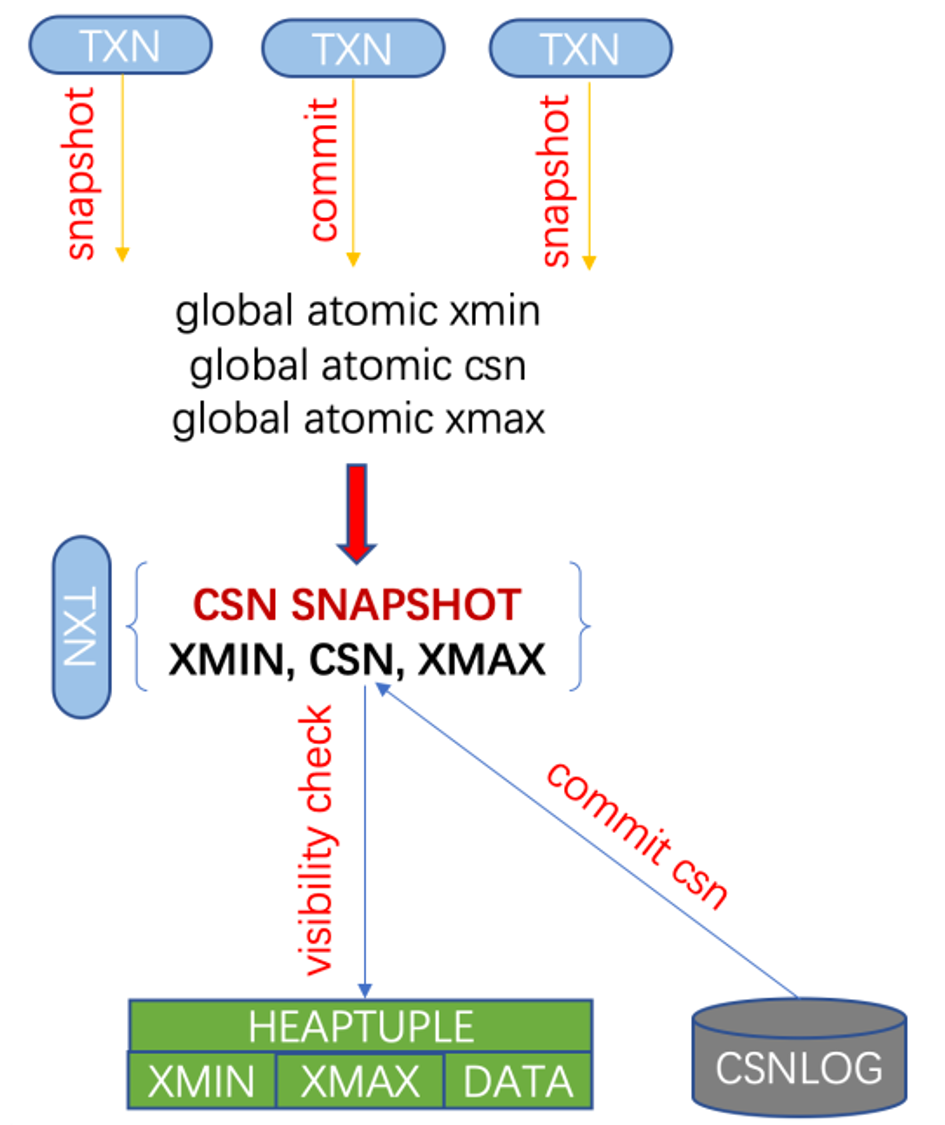 TXN
TXN
TXN
snapshot
commit
snapshot
global atomic xmin
global atomic csn
global atomic xmax
TXN
CSN SNAPSHOT
XMIN, CSN, XMAX
visibility check
commit csn
HEAPTUPLE
XMIN
XMAX
DATA
CSNLOG